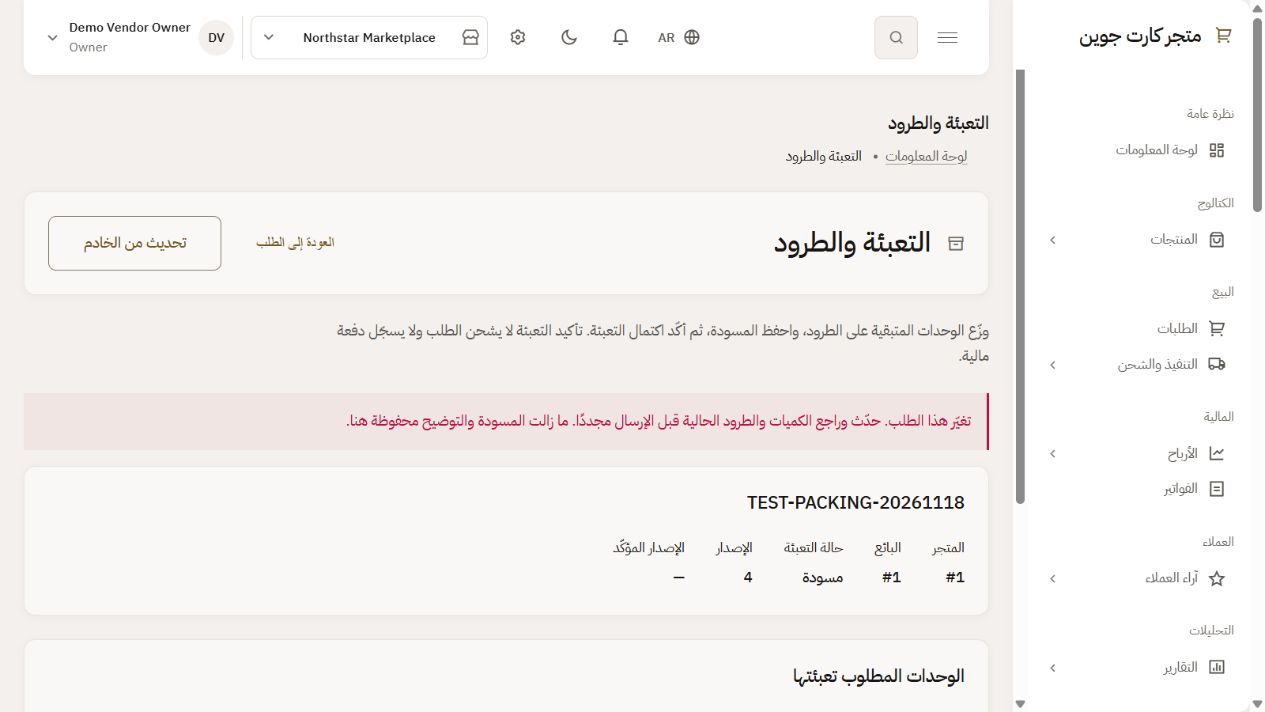 متجر كارت جوين
نظرة عامة
لوحة المعلومات
الكتالوج
المنتجات
البيع
الطلبات
التنفيذ والشحن
المالية
الأرباح
الفواتير
العملاء
آراء العملاء
التحليلات
التقارير
AR
Northstar Marketplace
DV
Demo Vendor Owner
Owner
التعبئة والطرود
لوحة المعلومات • التعبئة والطرود
التعبئة والطرود
العودة إلى الطلب
تحديث من الخادم
وزّع الوحدات المتبقية على الطرود، واحفظ المسودة، ثم أكّد اكتمال التعبئة. تأكيد التعبئة لا يشحن الطلب ولا يسجّل دفعة
مالية.
تغيّر هذا الطلب. حدّث وراجع الكميات والطرود الحالية قبل الإرسال مجددًا. ما زالت المسودة والتوضيح محفوظة هنا.
TEST-PACKING-20261118
المتجر البائع حالة التعبئة الإصدار الإصدار المؤكّد
#1 #1 مسودة 4 —
الوحدات المطلوب تعبئتها